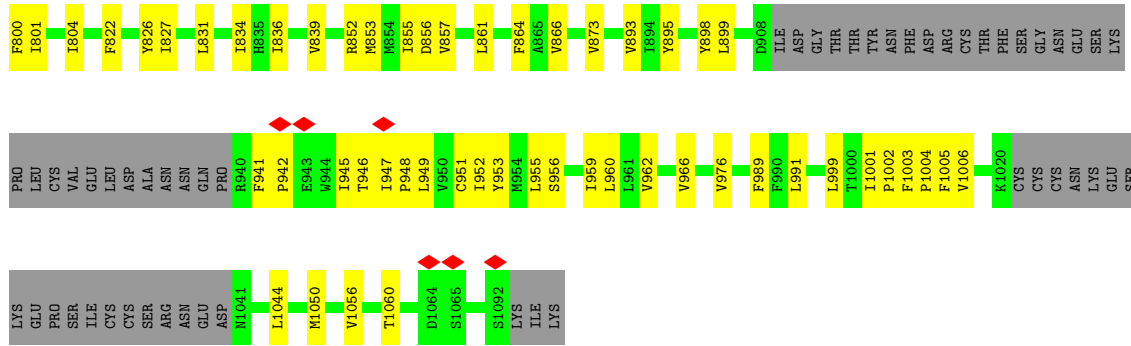 F800 I801 I804 F822 Y826 I827 L831 I834 H835 I836 V839 R852 M853 M854 I855 D856 V857 L861 F864 A865 V866 V873 V893 I894 Y895 Y898 L899 D908 ILE ASP GLY THR THR TYR ASN PHE ASP ARG CYS THR PHE SER GLY ASN GLU SER LYS
PRO LEU CYS VAL GLU LEU ASP ALA ASN ASN GLN PRO R940 F941 P942 E943 W944 I945 T946 I947 P948 L949 V950 C951 I952 Y953 M954 L955 S956 I959 L960 L961 V962 V966 V976 F989 F990 L991 L999 T1000 I1001 P1002 F1003 P1004 F1005 V1006 K1020 CYS CYS CYS ASN LYS GLU SER
LYS GLU PRO SER ILE CYS CYS SER ARG ASN GLU ASP N1041 L1044 M1050 V1056 T1060 D1064 S1065 S1092 LYS ILE LYS